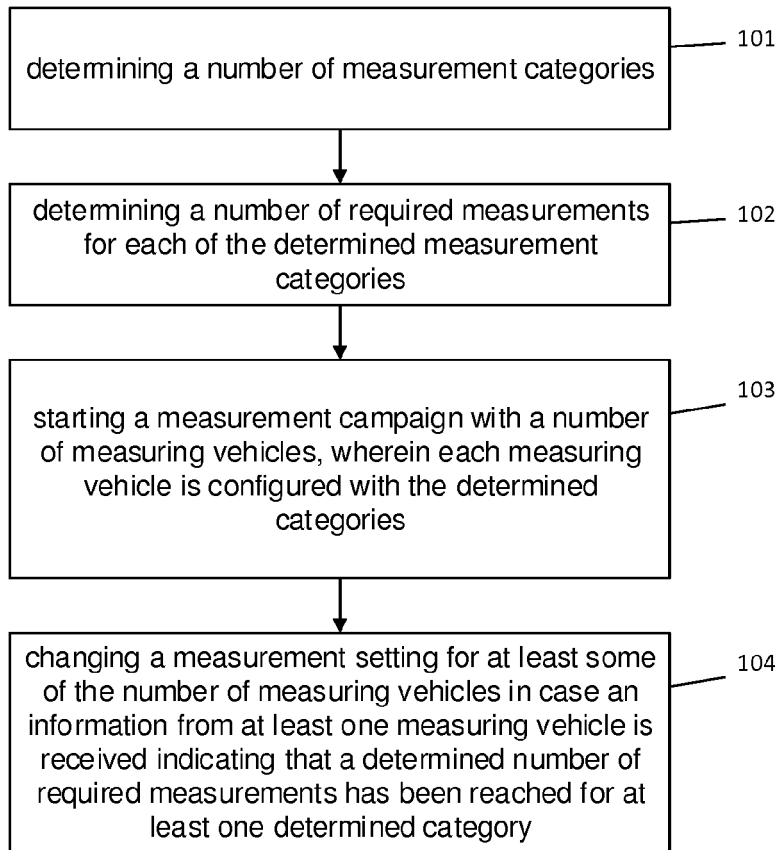 101
determining a number of measurement categories
determining a number of required measurements
for each of the determined measurement
categories
102
starting a measurement campaign with a number
of measuring vehicles, wherein each measuring
vehicle is configured with the determined
categories
103
changing a measurement setting for at least some
of the number of measuring vehicles in case an
information from at least one measuring vehicle is
received indicating that a determined number of
required measurements has been reached for at
least one determined category
104